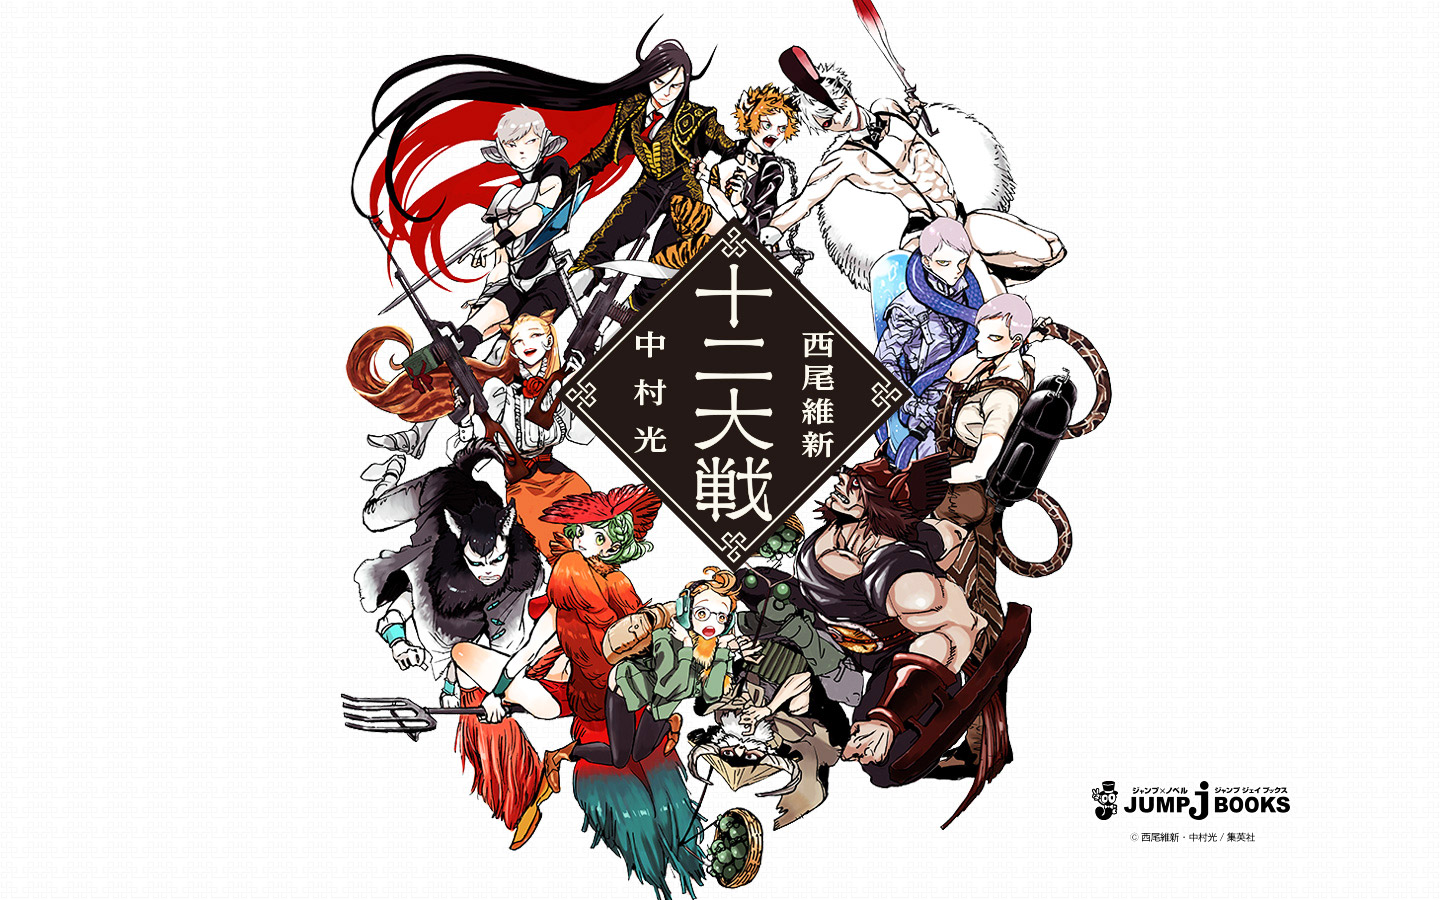 十二大戦
西尾維新
中村光
ジャンプ×ノベル ジャンプ ジェイ ブックス
JUMP j BOOKS
© 西尾維新・中村光 / 集英社